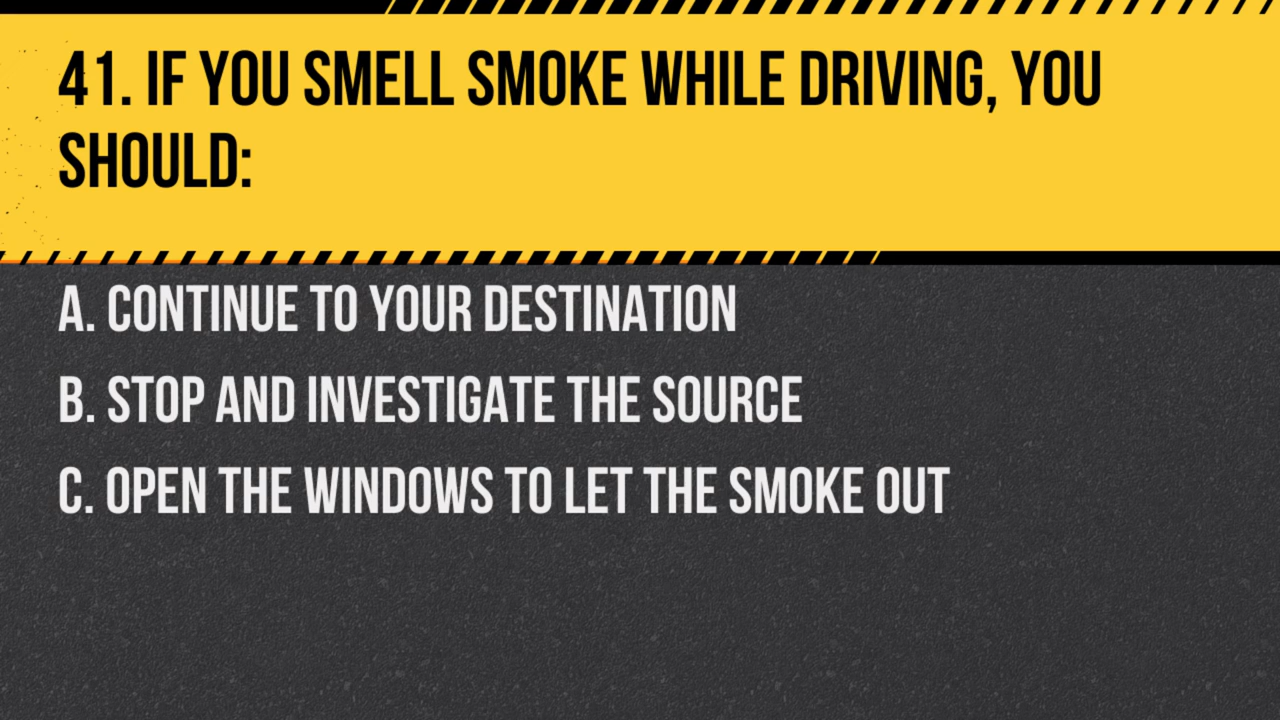 41. IF YOU SMELL SMOKE WHILE DRIVING, YOU
SHOULD:
A. CONTINUE TO YOUR DESTINATION
B. STOP AND INVESTIGATE THE SOURCE
C. OPEN THE WINDOWS TO LET THE SMOKE OUT